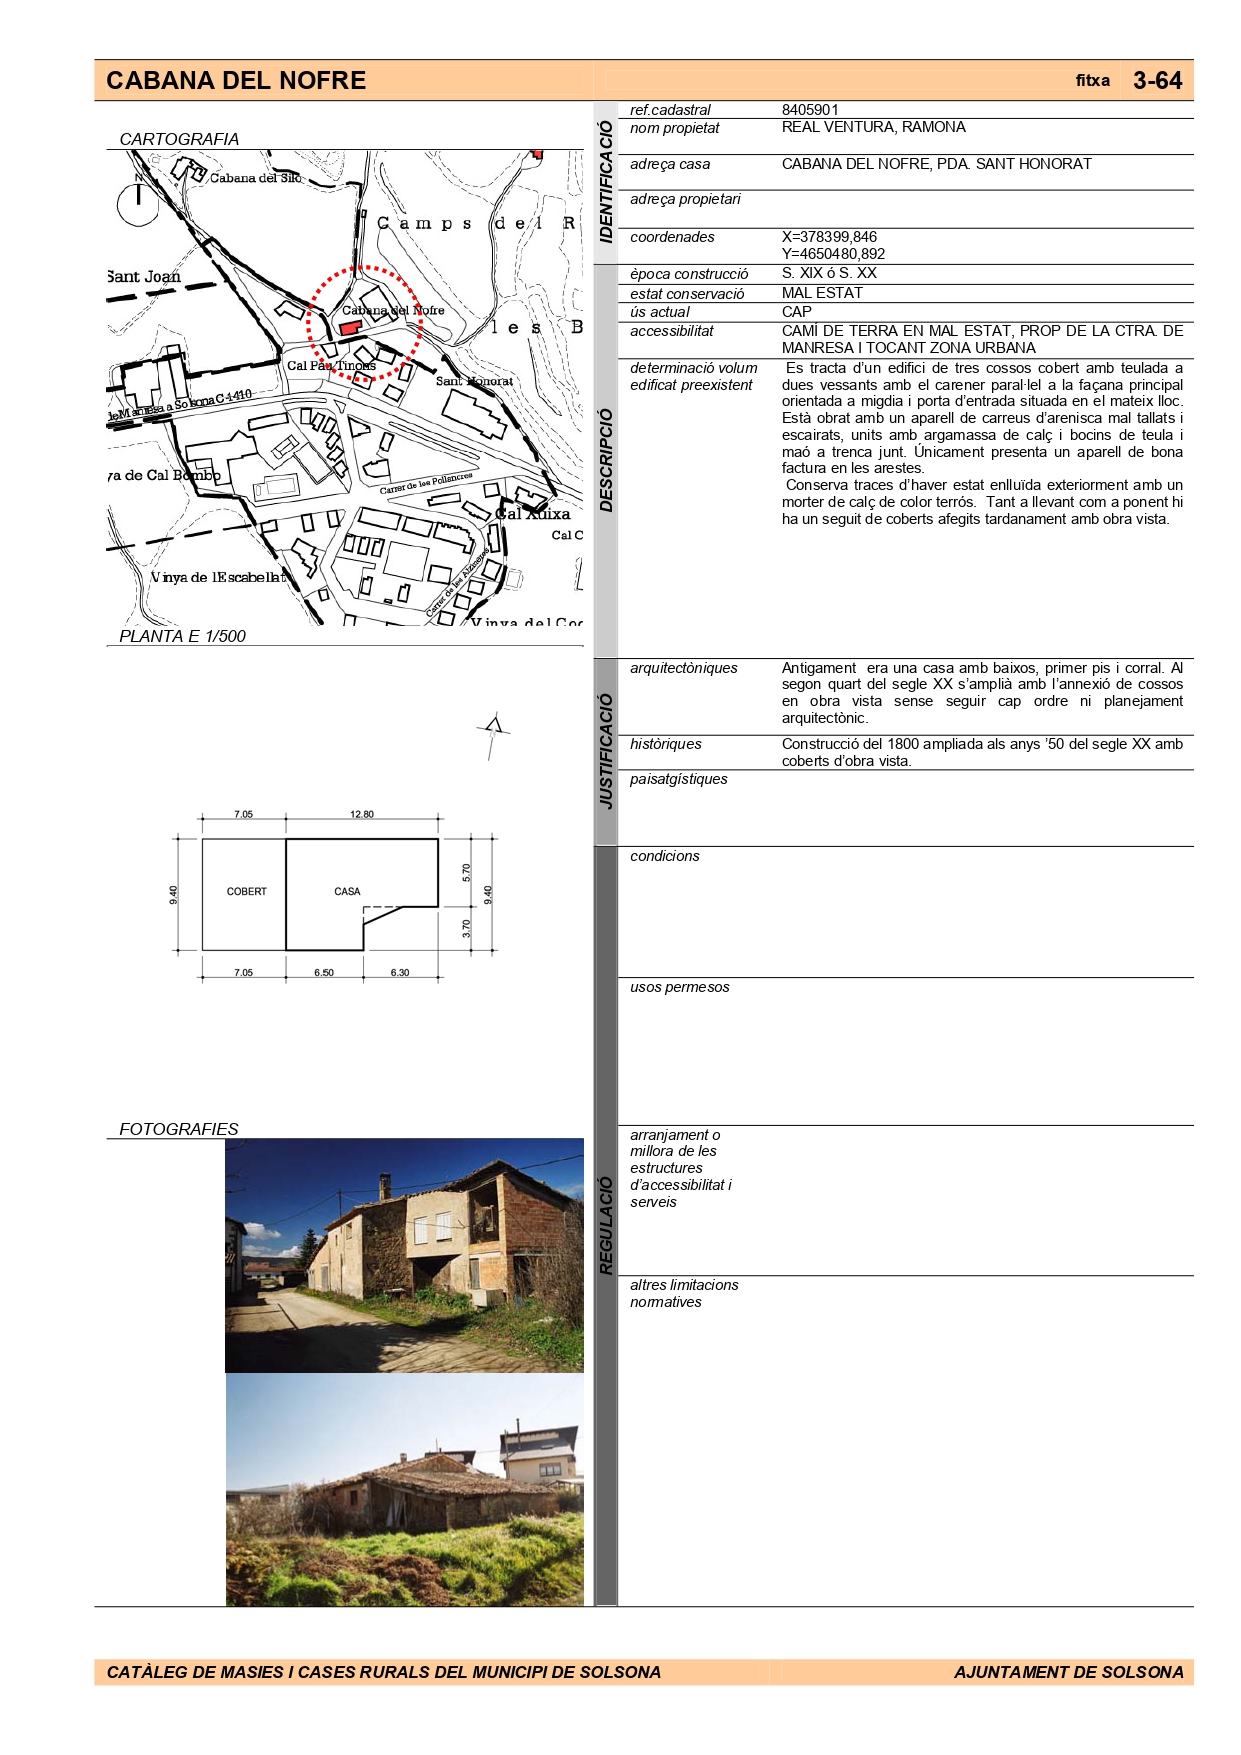 CABANA DEL NOFRE
fitxa 3-64
CARTOGRAFIA
N
Cabana del Silo
Camps del R
Sant Joan
Cabana del Nofre
les B
Cal Pau Tinons
Sant Honorat
de Manresa a Solsona C-1410
ya de Cal Bombo
Carrer de les Pollancres
Cal Xuixa
Cal C
Vinya de l'Escabellat
Carrer de les Alzineres
Vinya del Coc
PLANTA E 1/500
7.05
12.80
9.40
COBERT
CASA
5.70
9.40
3.70
7.05
6.50
6.30
FOTOGRAFIES
IDENTIFICACIÓ
ref.cadastral 8405901
nom propietat REAL VENTURA, RAMONA
adreça casa CABANA DEL NOFRE, PDA. SANT HONORAT
adreça propietari
coordenades X=378399,846
Y=4650480,892
DESCRIPCIÓ
època construcció S. XIX ó S. XX
estat conservació MAL ESTAT
ús actual CAP
accessibilitat CAMÍ DE TERRA EN MAL ESTAT, PROP DE LA CTRA. DE
MANRESA I TOCANT ZONA URBANA
determinació volum
edificat preexistent
Es tracta d'un edifici de tres cossos cobert amb teulada a
dues vessants amb el carener paral·lel a la façana principal
orientada a migdia i porta d'entrada situada en el mateix lloc.
Està obrat amb un aparell de carreus d'arenisca mal tallats i
escairats, units amb argamassa de calç i bocins de teula i
maó a trenca junt. Únicament presenta un aparell de bona
factura en les arestes.
Conserva traces d'haver estat enlluïda exteriorment amb un
morter de calç de color terrós. Tant a llevant com a ponent hi
ha un seguit de coberts afegits tardanament amb obra vista.
JUSTIFICACIÓ
arquitectòniques
Antigament era una casa amb baixos, primer pis i corral. Al
segon quart del segle XX s'amplià amb l'annexió de cossos
en obra vista sense seguir cap ordre ni planejament
arquitectònic.
històriques
Construcció del 1800 ampliada als anys '50 del segle XX amb
coberts d'obra vista.
paisatgístiques
REGULACIÓ
condicions
usos permesos
arranjament o
millora de les
estructures
d'accessibilitat i
serveis
altres limitacions
normatives
CATÀLEG DE MASIES I CASES RURALS DEL MUNICIPI DE SOLSONA
AJUNTAMENT DE SOLSONA